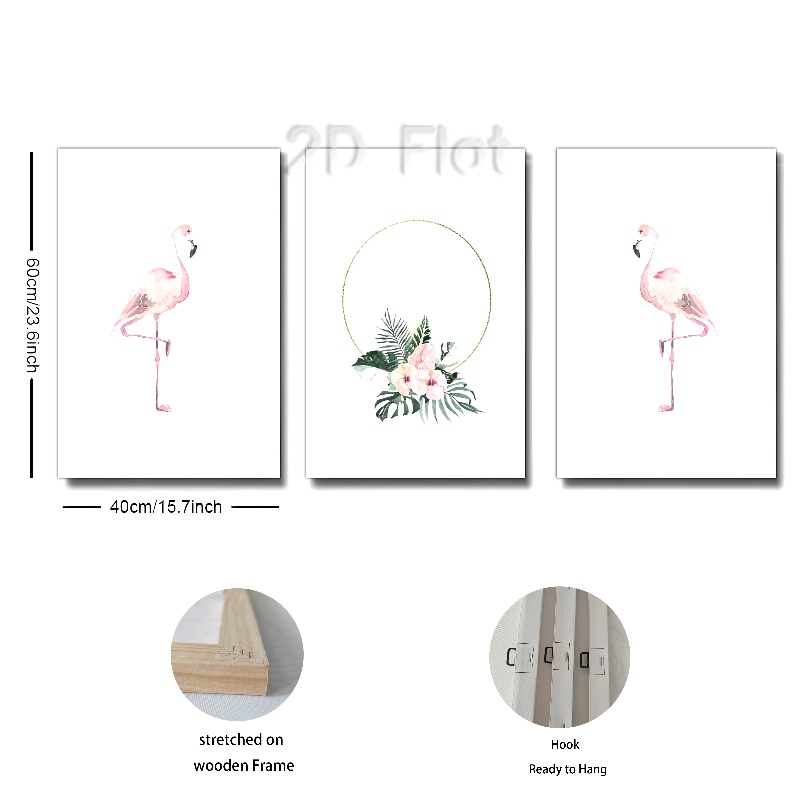 2D Flat
60cm/23.6inch
40cm/15.7inch
stretched on
wooden Frame
Hook
Ready to Hang